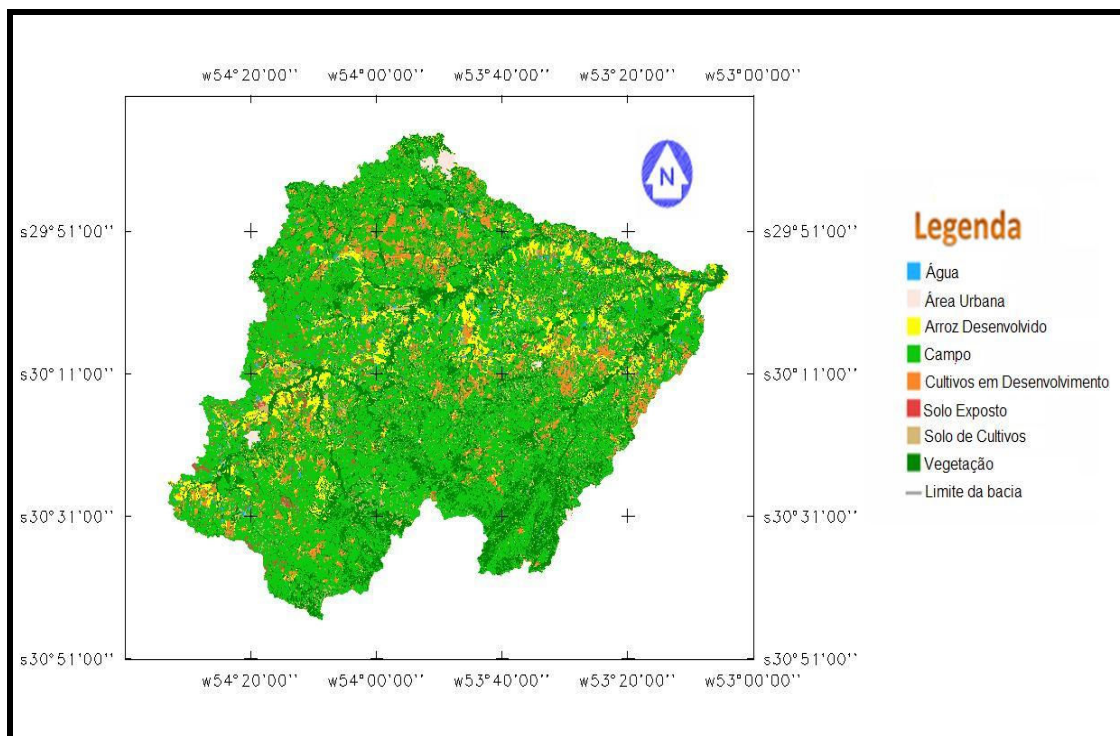 w54°20'00'' w54°00'00'' w53°40'00'' w53°20'00'' w53°00'00''
N
s29°51'00'' s29°51'00''
s30°11'00'' s30°11'00''
s30°31'00'' s30°31'00''
s30°51'00'' s30°51'00''
w54°20'00'' w54°00'00'' w53°40'00'' w53°20'00'' w53°00'00''
Legenda
Água
Área Urbana
Arroz Desenvolvido
Campo
Cultivos em Desenvolvimento
Solo Exposto
Solo de Cultivos
Vegetação
Limite da bacia